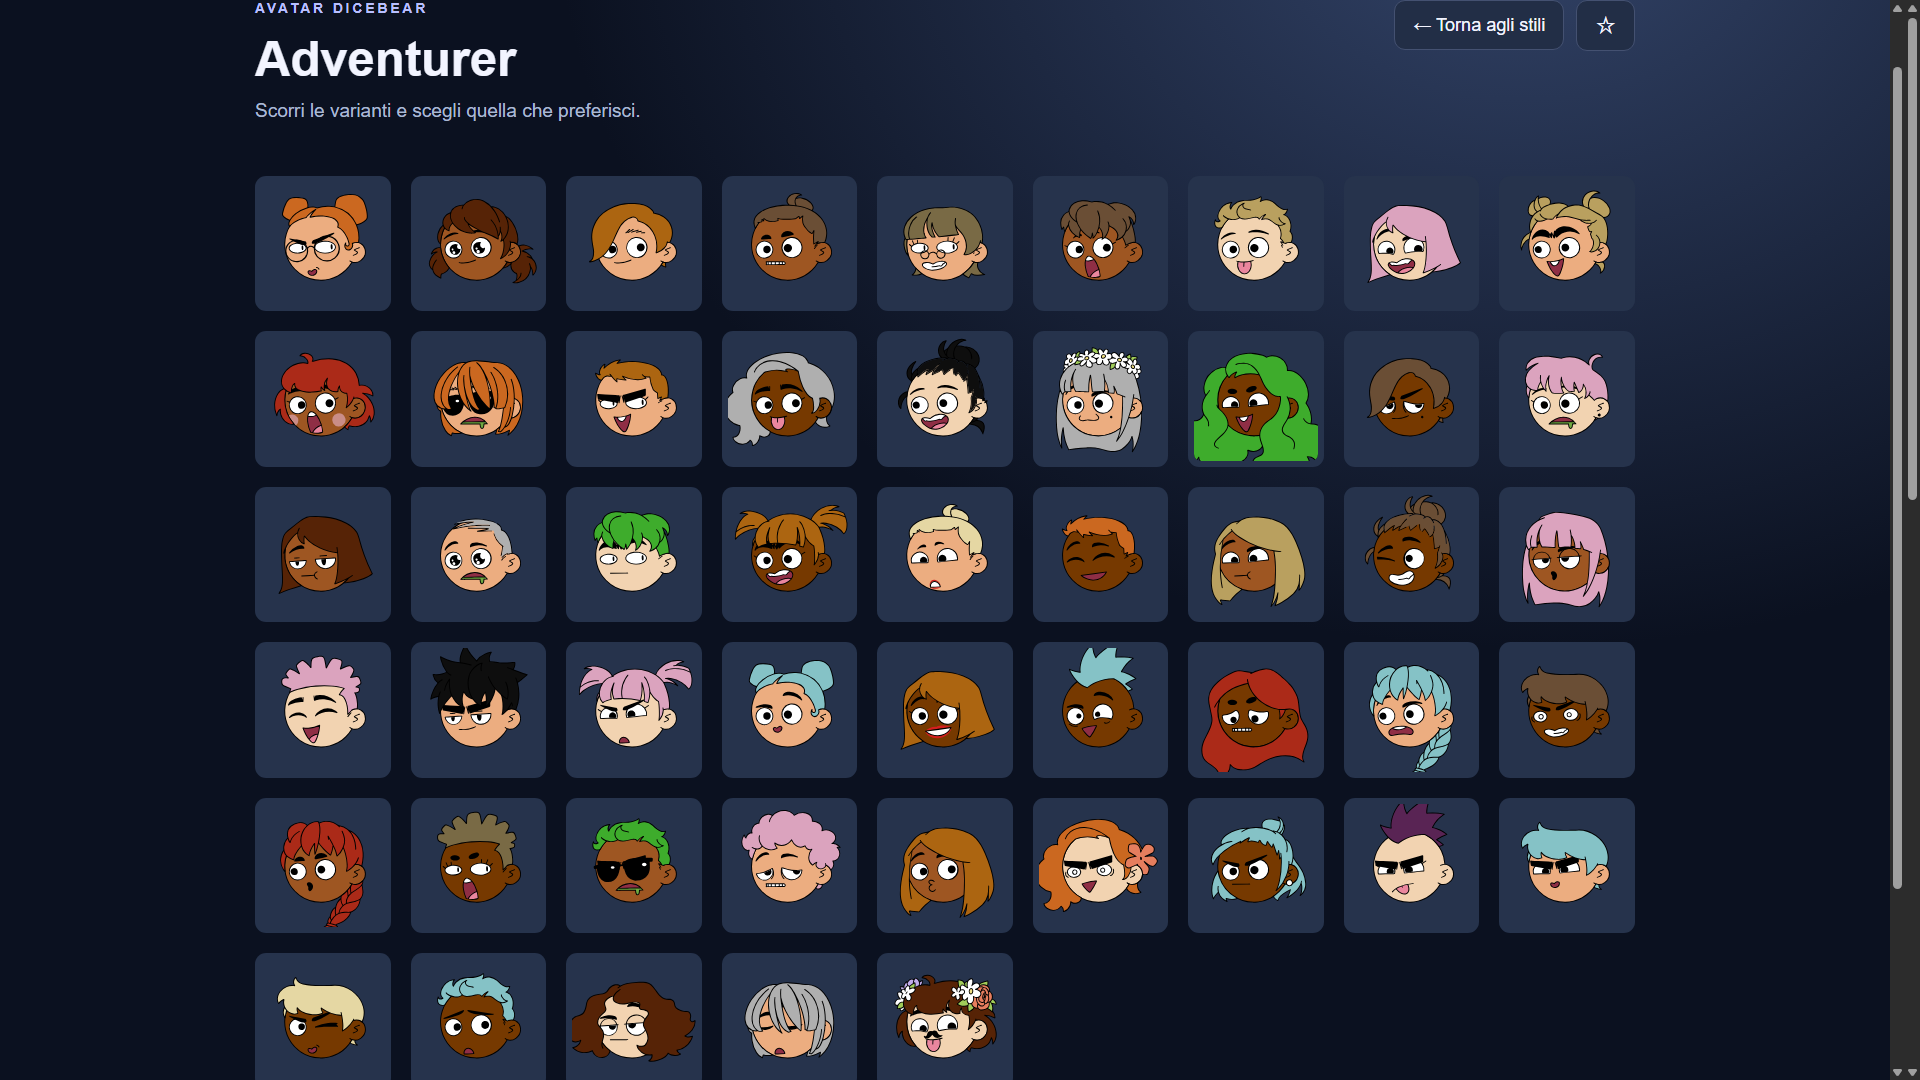 AVATAR DICEBEAR
← Torna agli stili
Adventurer
Scorri le varianti e scegli quella che preferisci.